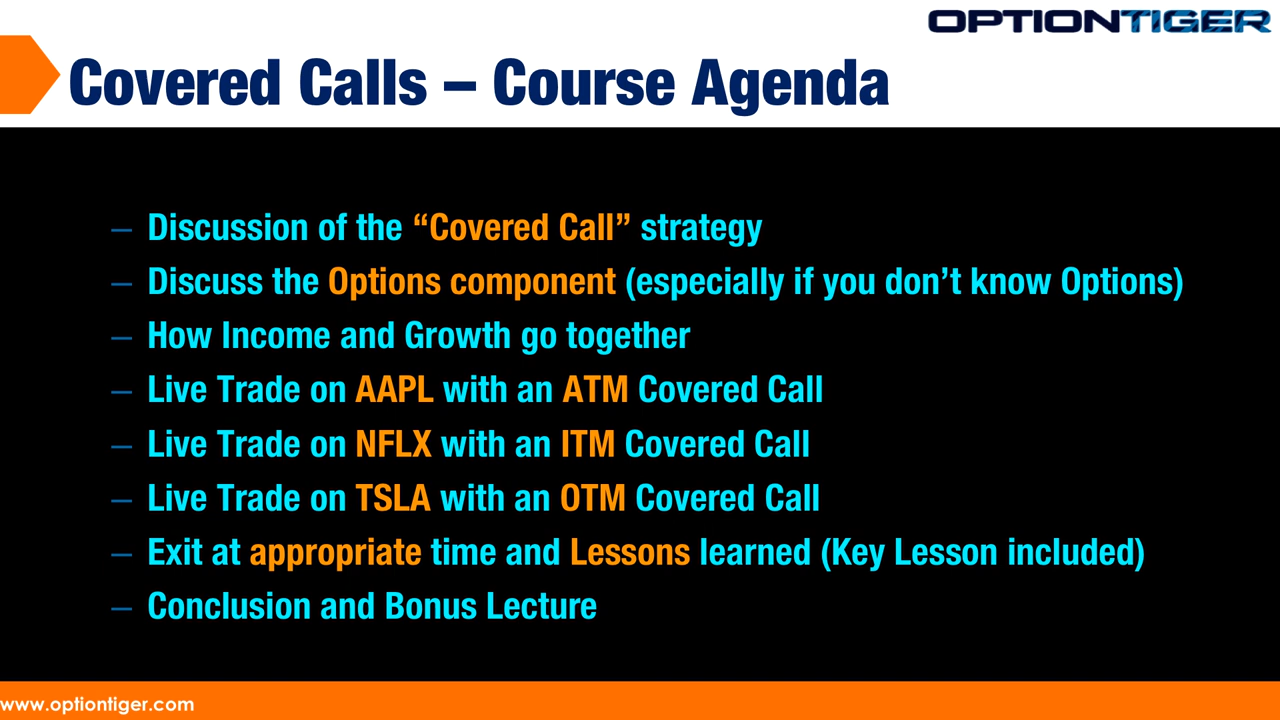 OPTIONTIGER
Covered Calls – Course Agenda
– Discussion of the “Covered Call” strategy
– Discuss the Options component (especially if you don’t know Options)
– How Income and Growth go together
– Live Trade on AAPL with an ATM Covered Call
– Live Trade on NFLX with an ITM Covered Call
– Live Trade on TSLA with an OTM Covered Call
– Exit at appropriate time and Lessons learned (Key Lesson included)
– Conclusion and Bonus Lecture
www.optiontiger.com